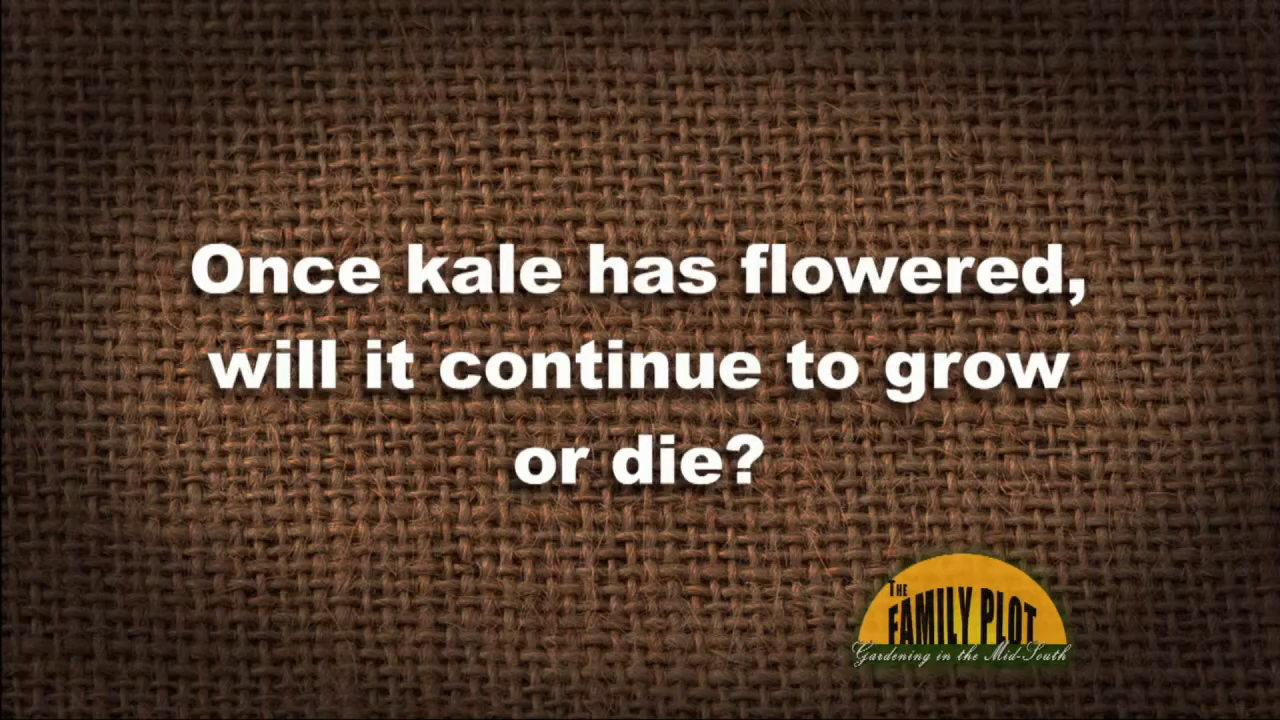 Once kale has flowered,
will it continue to grow
or die?
THE
FAMILY PLOT
Gardening in the Mid-South